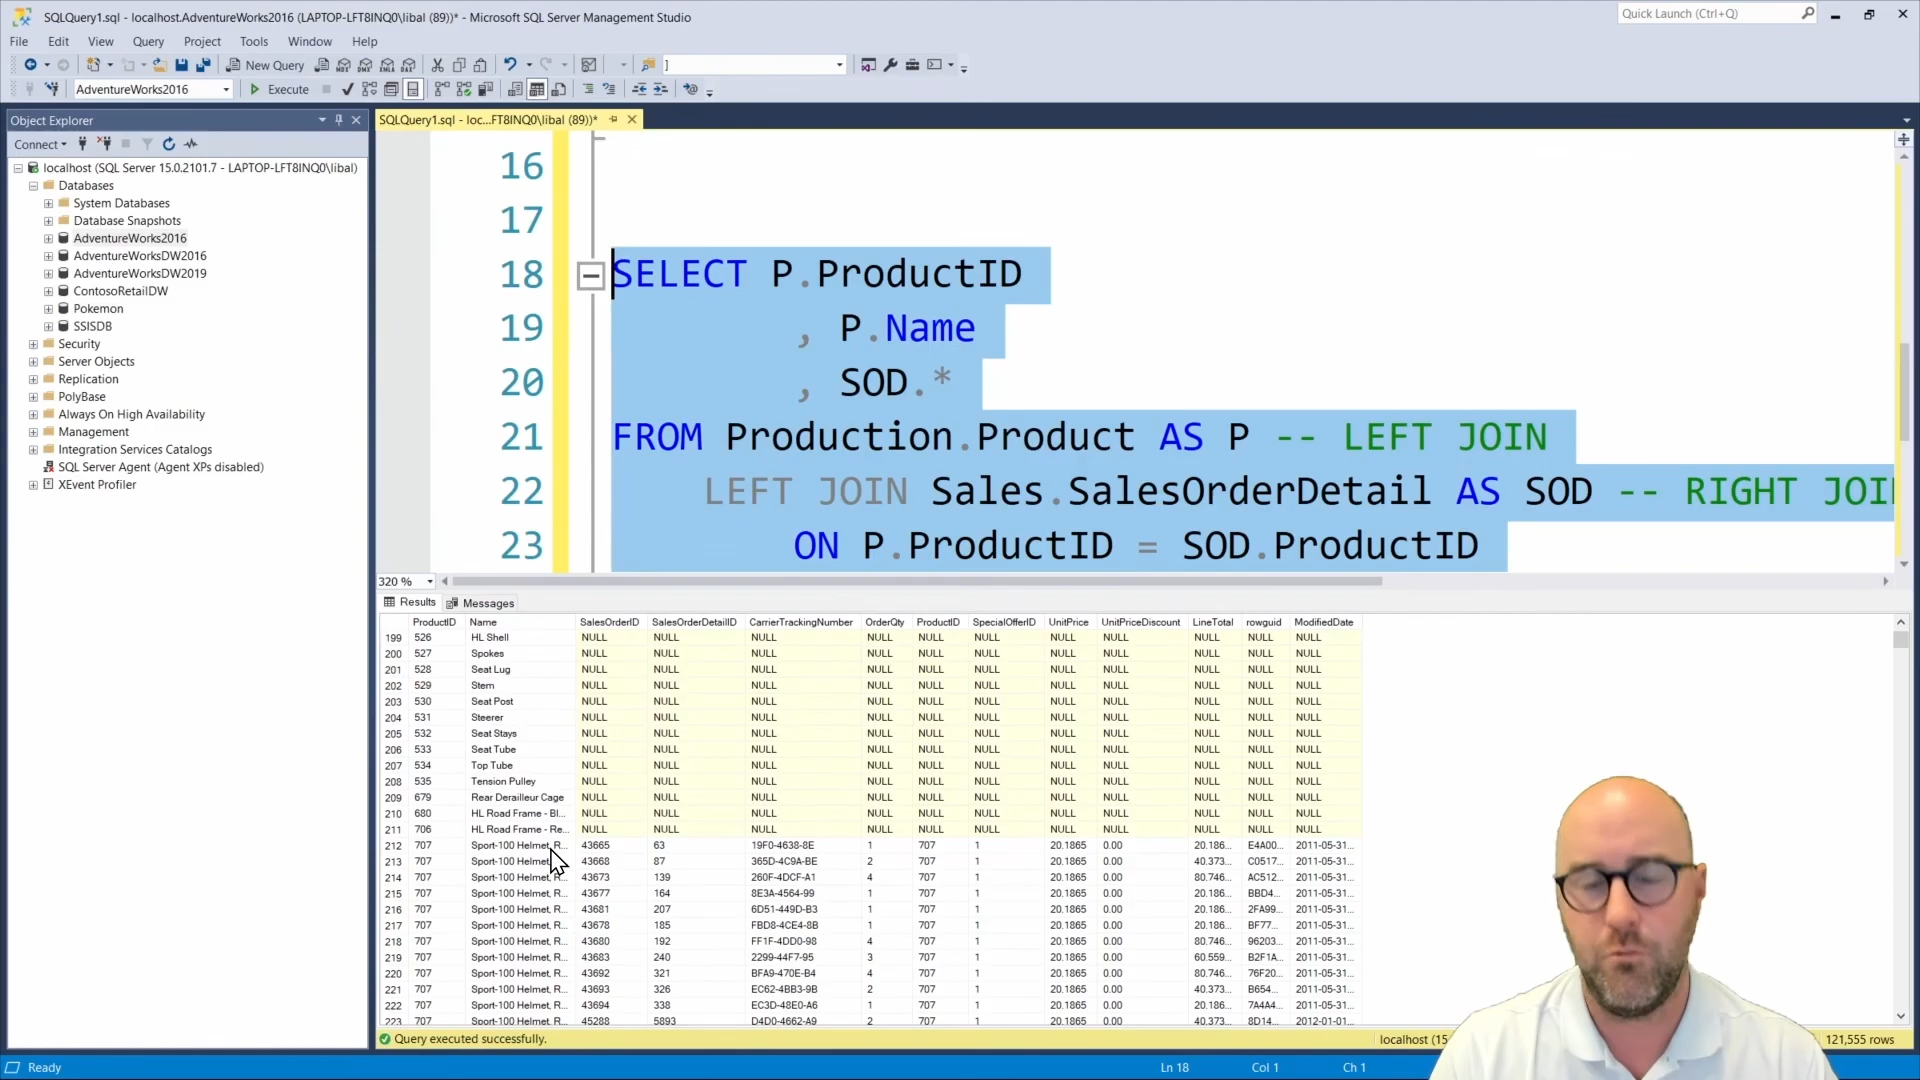 SQLQuery1.sql - localhost.AdventureWorks2016 (LAPTOP-LFT8INQ0\libal (89))* - Microsoft SQL Server Management Studio
Quick Launch (Ctrl+Q)
File Edit View Query Project Tools Window Help
New Query
]
AdventureWorks2016
Execute
Object Explorer
Connect
localhost (SQL Server 15.0.2101.7 - LAPTOP-LFT8INQ0\libal)
Databases
System Databases
Database Snapshots
AdventureWorks2016
AdventureWorksDW2016
AdventureWorksDW2019
ContosoRetailDW
Pokemon
SSISDB
Security
Server Objects
Replication
PolyBase
Always On High Availability
Management
Integration Services Catalogs
SQL Server Agent (Agent XPs disabled)
XEvent Profiler
SQLQuery1.sql - loc...FT8INQ0\libal (89))*
16
17
18 SELECT P.ProductID
19 , P.Name
20 , SOD.*
21 FROM Production.Product AS P -- LEFT JOIN
22 LEFT JOIN Sales.SalesOrderDetail AS SOD -- RIGHT JOI
23 ON P.ProductID = SOD.ProductID
320 %
Results Messages
ProductID Name SalesOrderID SalesOrderDetailID CarrierTrackingNumber OrderQty ProductID SpecialOfferID UnitPrice UnitPriceDiscount LineTotal rowguid ModifiedDate
199 526 HL Shell NULL NULL NULL NULL NULL NULL NULL NULL NULL NULL NULL
200 527 Spokes NULL NULL NULL NULL NULL NULL NULL NULL NULL NULL NULL
201 528 Seat Lug NULL NULL NULL NULL NULL NULL NULL NULL NULL NULL NULL
202 529 Stem NULL NULL NULL NULL NULL NULL NULL NULL NULL NULL NULL
203 530 Seat Post NULL NULL NULL NULL NULL NULL NULL NULL NULL NULL NULL
204 531 Steerer NULL NULL NULL NULL NULL NULL NULL NULL NULL NULL NULL
205 532 Seat Stays NULL NULL NULL NULL NULL NULL NULL NULL NULL NULL NULL
206 533 Seat Tube NULL NULL NULL NULL NULL NULL NULL NULL NULL NULL NULL
207 534 Top Tube NULL NULL NULL NULL NULL NULL NULL NULL NULL NULL NULL
208 535 Tension Pulley NULL NULL NULL NULL NULL NULL NULL NULL NULL NULL NULL
209 679 Rear Derailleur Cage NULL NULL NULL NULL NULL NULL NULL NULL NULL NULL NULL
210 680 HL Road Frame - Bl... NULL NULL NULL NULL NULL NULL NULL NULL NULL NULL NULL
211 706 HL Road Frame - Re... NULL NULL NULL NULL NULL NULL NULL NULL NULL NULL NULL
212 707 Sport-100 Helmet, R... 43665 63 19F0-4638-8E 1 707 1 20.1865 0.00 20.186... E4A00... 2011-05-31...
213 707 Sport-100 Helmet 43668 87 365D-4C9A-BE 2 707 1 20.1865 0.00 40.373... C0517... 2011-05-31...
214 707 Sport-100 Helmet, R... 43673 139 260F-4DCF-A1 4 707 1 20.1865 0.00 80.746... AC512... 2011-05-31...
215 707 Sport-100 Helmet, R... 43677 164 8E3A-4564-99 1 707 1 20.1865 0.00 20.186... BBD4... 2011-05-31...
216 707 Sport-100 Helmet, R... 43681 207 6D51-449D-B3 1 707 1 20.1865 0.00 20.186... 2FA99... 2011-05-31...
217 707 Sport-100 Helmet, R... 43678 185 FBD8-4CE4-8B 1 707 1 20.1865 0.00 20.186... BF77... 2011-05-31...
218 707 Sport-100 Helmet, R... 43680 192 FF1F-4DD0-98 4 707 1 20.1865 0.00 80.746... 96203... 2011-05-31...
219 707 Sport-100 Helmet, R... 43683 240 2299-44F7-95 3 707 1 20.1865 0.00 60.559... B2F1A... 2011-05-31...
220 707 Sport-100 Helmet, R... 43692 321 BFA9-470E-B4 4 707 1 20.1865 0.00 80.746... 76F20... 2011-05-31...
221 707 Sport-100 Helmet, R... 43693 326 EC62-4BB3-9B 2 707 1 20.1865 0.00 40.373... B654... 2011-05-31...
222 707 Sport-100 Helmet, R... 43694 338 EC3D-48E0-A6 1 707 1 20.1865 0.00 20.186... 7A4A4... 2011-05-31...
223 707 Sport-100 Helmet, R... 45288 5893 D4D0-4662-A9 2 707 1 20.1865 0.00 40.373... 8D14... 2012-01-01...
Query executed successfully. localhost (15 121,555 rows
Ready Ln 18 Col 1 Ch 1